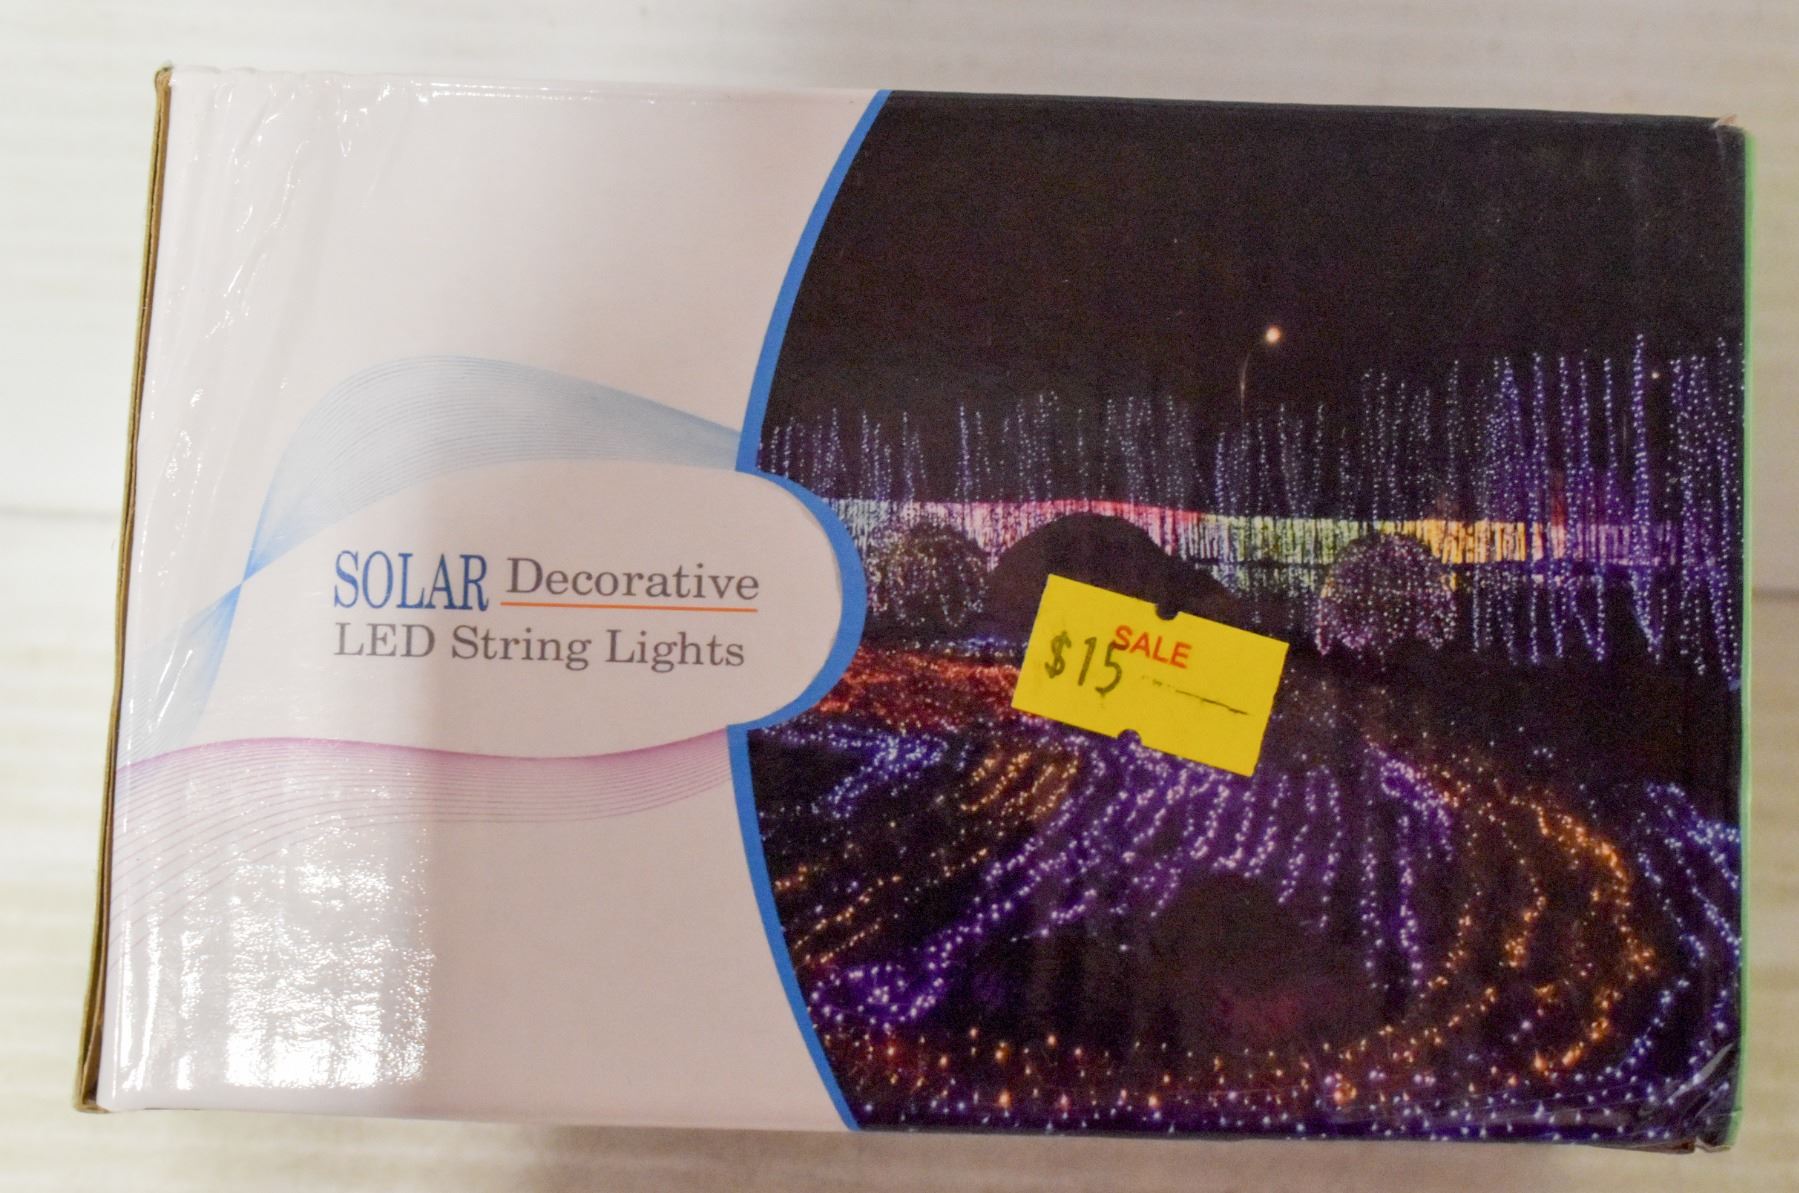 SOLAR Decorative
LED String Lights
SALE
$15